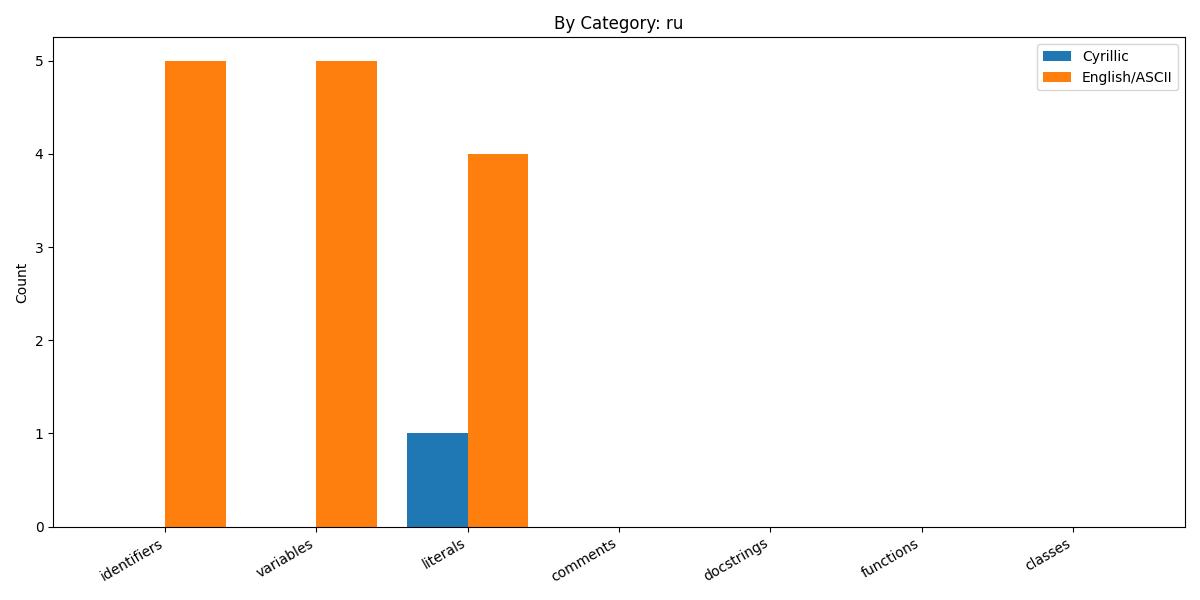 By Category: ru
Cyrillic
English/ASCII
Count
5
4
3
2
1
0
identifiers
variables
literals
comments
docstrings
functions
classes